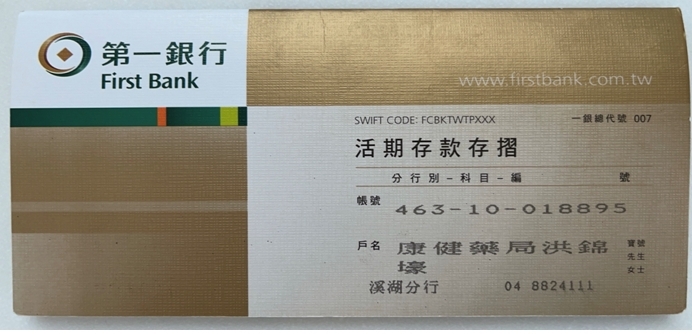 第一銀行
First Bank
www.firstbank.com.tw
SWIFT CODE: FCBKTWTPXXX 一銀總代號 007
活期存款存摺
分行別－科目－編 號
帳號 463-10-018895
戶名 康健藥局洪錦 寶號
壕 先生
女士
溪湖分行 04 8824111